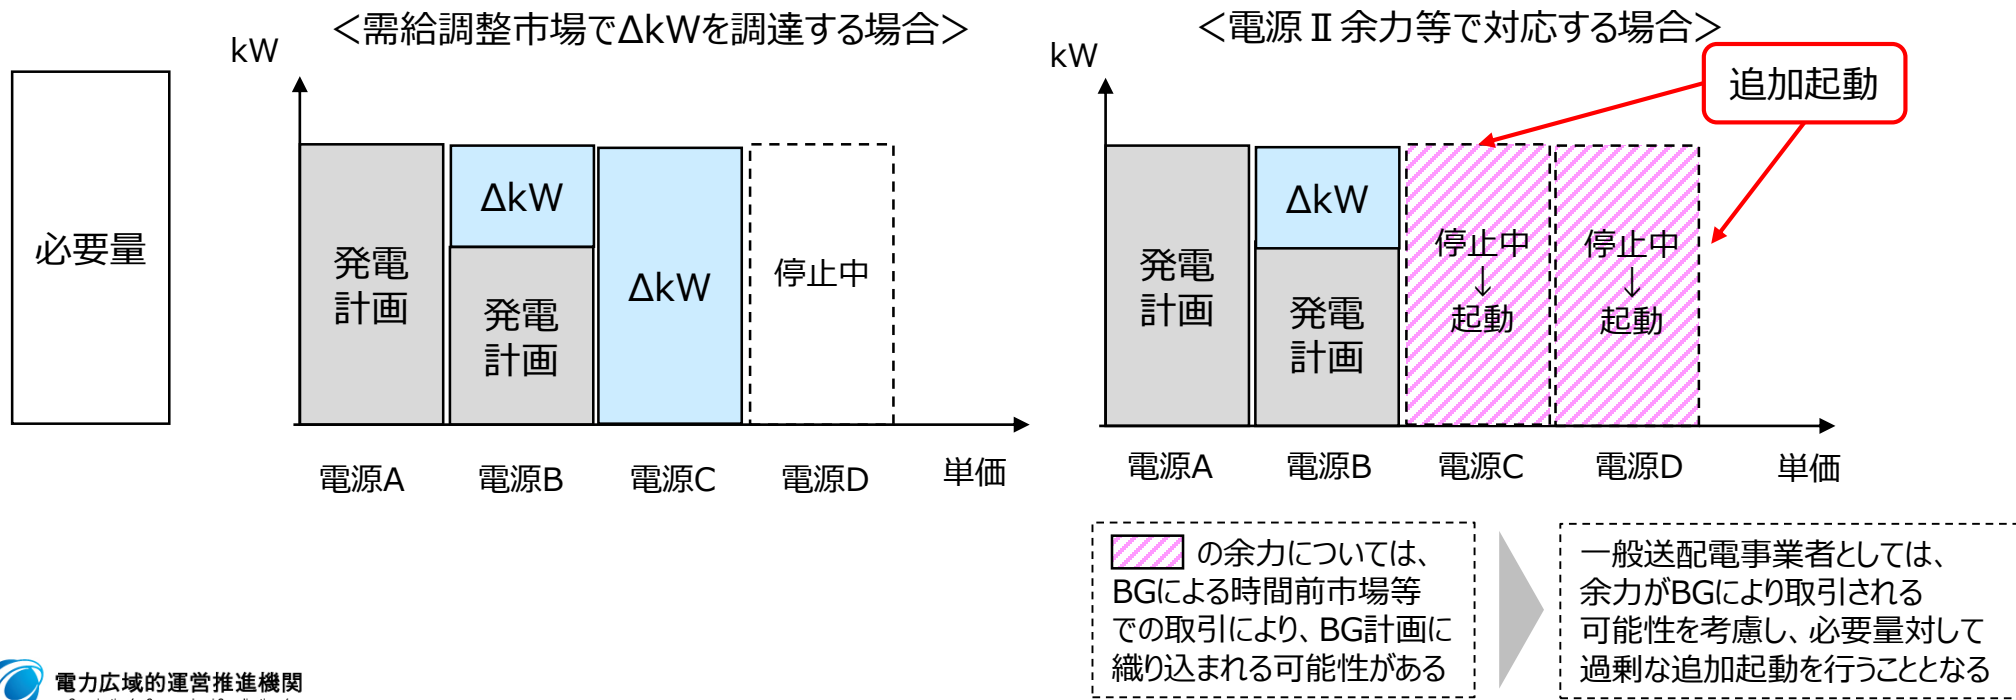 <需給調整市場でΔkWを調達する場合>
kW
必要量
発電
計画
ΔkW
発電
計画
ΔkW
停止中
電源A
電源B
電源C
電源D
単価
<電源Ⅱ余力等で対応する場合>
kW
追加起動
発電
計画
ΔkW
発電
計画
停止中
↓
起動
停止中
↓
起動
電源A
電源B
電源C
電源D
単価
の余力については、
BGによる時間前市場等
での取引により、BG計画に
織り込まれる可能性がある
一般送配電事業者としては、
余力がBGにより取引される
可能性を考慮し、必要量対して
過剰な追加起動を行うこととなる
電力広域的運営推進機関